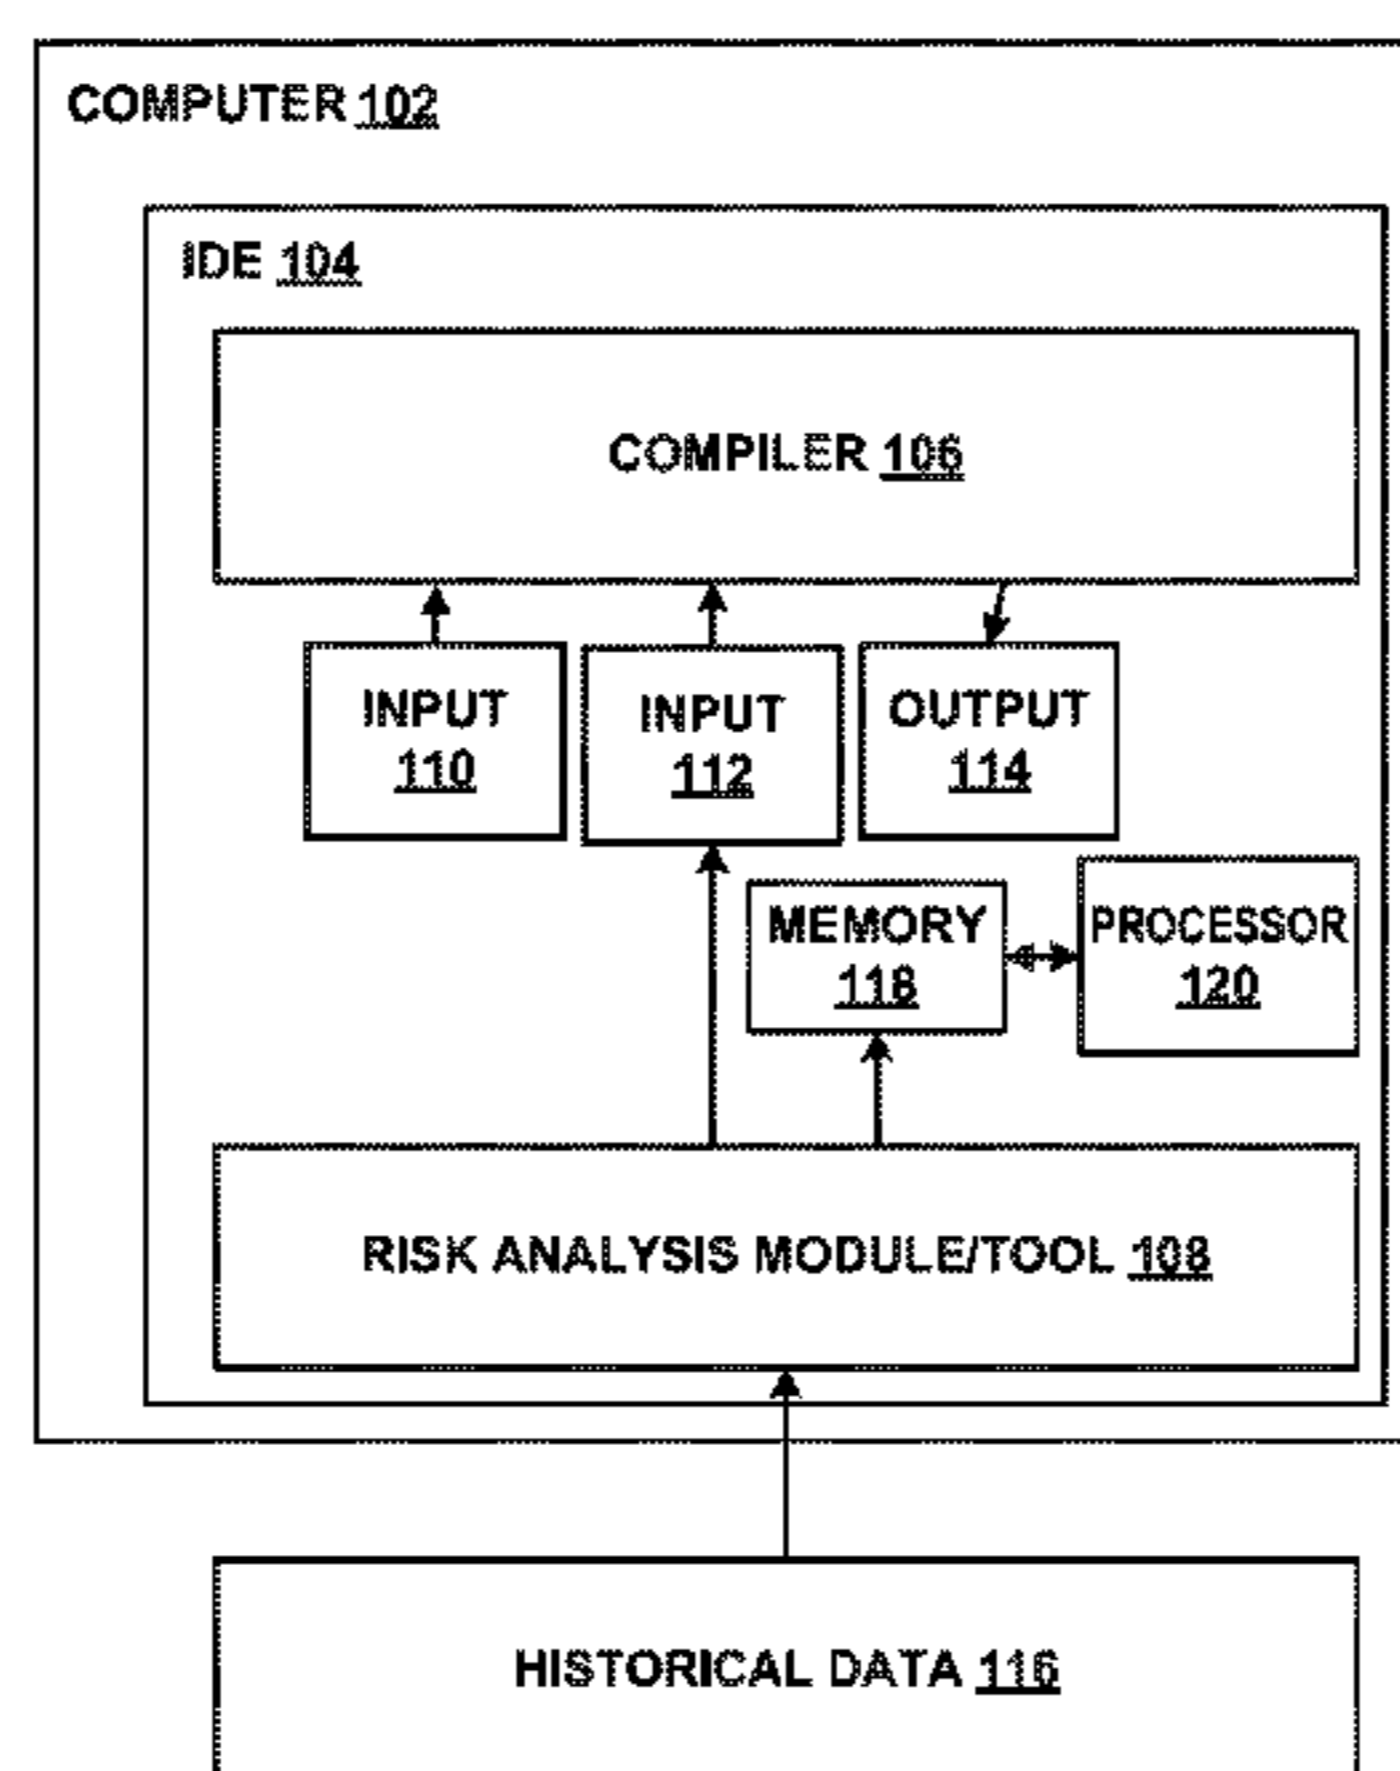 COMPUTER 102
IDE 104
COMPILER 106
INPUT
110
INPUT
112
OUTPUT
114
MEMORY
118
PROCESSOR
120
RISK ANALYSIS MODULE/TOOL 108
HISTORICAL DATA 116